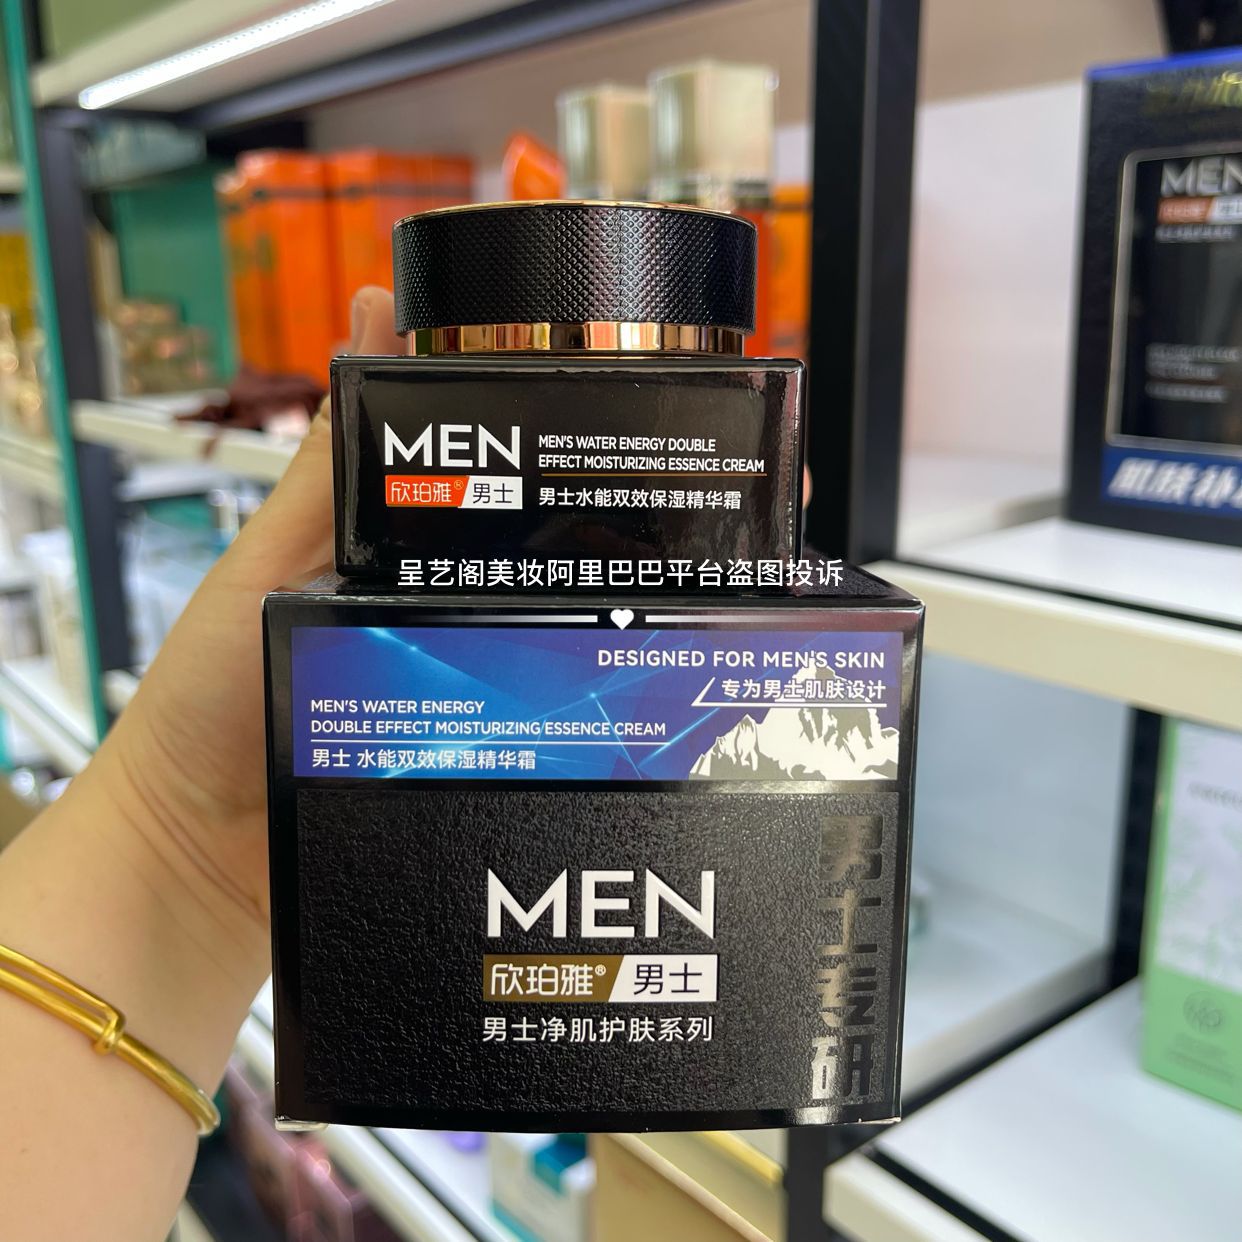 MEN
欣珀雅®男士
MEN'S WATER ENERGY DOUBLE
EFFECT MOISTURIZING ESSENCE CREAM
男士水能双效保湿精华霜
呈艺阁美妆阿里巴巴平台盗图投诉
DESIGNED FOR MEN'S SKIN
专为男士肌肤设计
MEN'S WATER ENERGY
DOUBLE EFFECT MOISTURIZING ESSENCE CREAM
男士 水能双效保湿精华霜
MEN
欣珀雅®男士
男士净肌护肤系列
男士专研
MEN
肌肤补